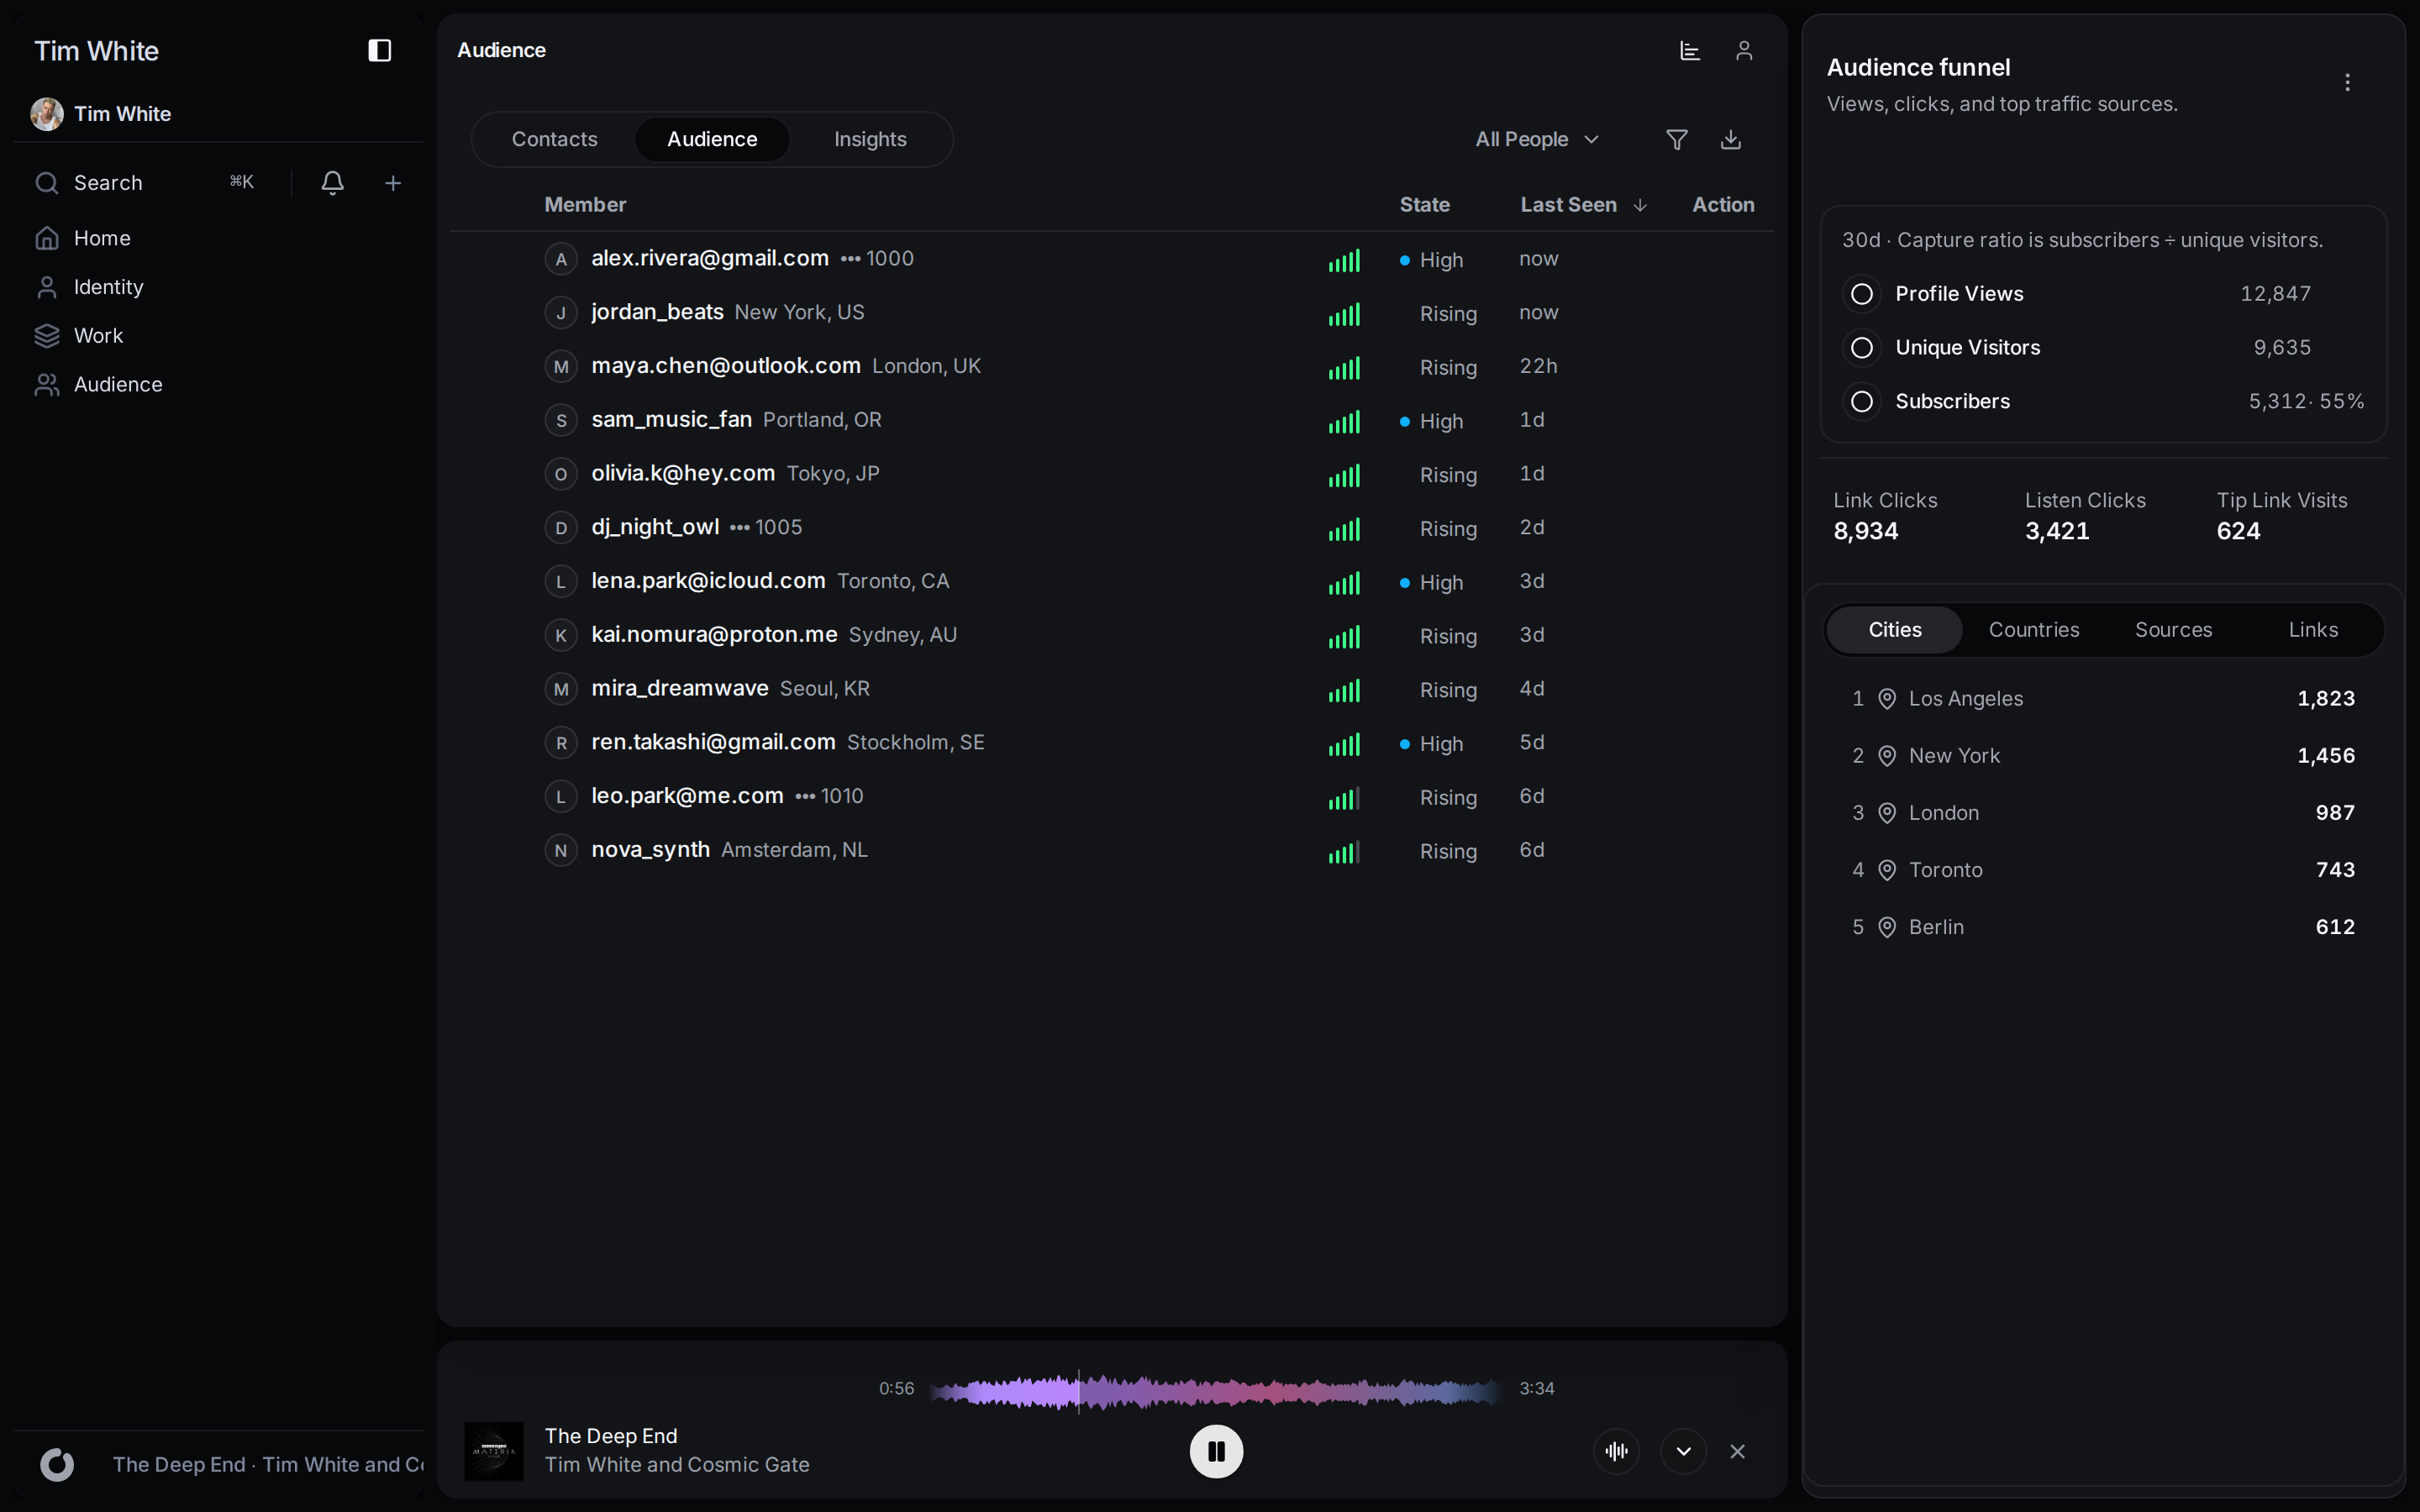 Tim White
Tim White
Search ⌘K
Home
Identity
Work
Audience
The Deep End · Tim White and
Audience
Contacts Audience Insights All People
Member State Last Seen ↓ Action
A alex.rivera@gmail.com ••• 1000 High now
J jordan_beats New York, US Rising now
M maya.chen@outlook.com London, UK Rising 22h
S sam_music_fan Portland, OR High 1d
O olivia.k@hey.com Tokyo, JP Rising 1d
D dj_night_owl ••• 1005 Rising 2d
L lena.park@icloud.com Toronto, CA High 3d
K kai.nomura@proton.me Sydney, AU Rising 3d
M mira_dreamwave Seoul, KR Rising 4d
R ren.takashi@gmail.com Stockholm, SE High 5d
L leo.park@me.com ••• 1010 Rising 6d
N nova_synth Amsterdam, NL Rising 6d
0:56 3:34
The Deep End
Tim White and Cosmic Gate
Audience funnel
Views, clicks, and top traffic sources.
30d · Capture ratio is subscribers ÷ unique visitors.
Profile Views 12,847
Unique Visitors 9,635
Subscribers 5,312· 55%
Link Clicks Listen Clicks Tip Link Visits
8,934 3,421 624
Cities Countries Sources Links
1 Los Angeles 1,823
2 New York 1,456
3 London 987
4 Toronto 743
5 Berlin 612